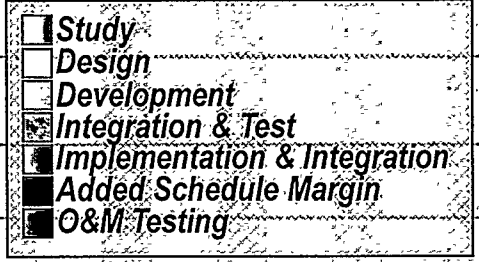 Study
Design
Development
Integration & Test
Implementation & Integration
Added Schedule Margin
O&M Testing